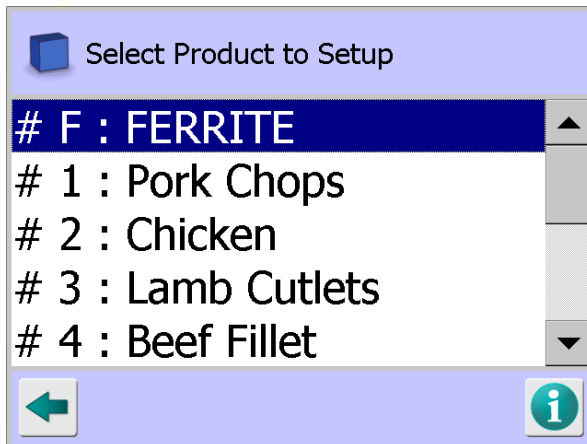 Select Product to Setup
# F : FERRITE
# 1 : Pork Chops
# 2 : Chicken
# 3 : Lamb Cutlets
# 4 : Beef Fillet